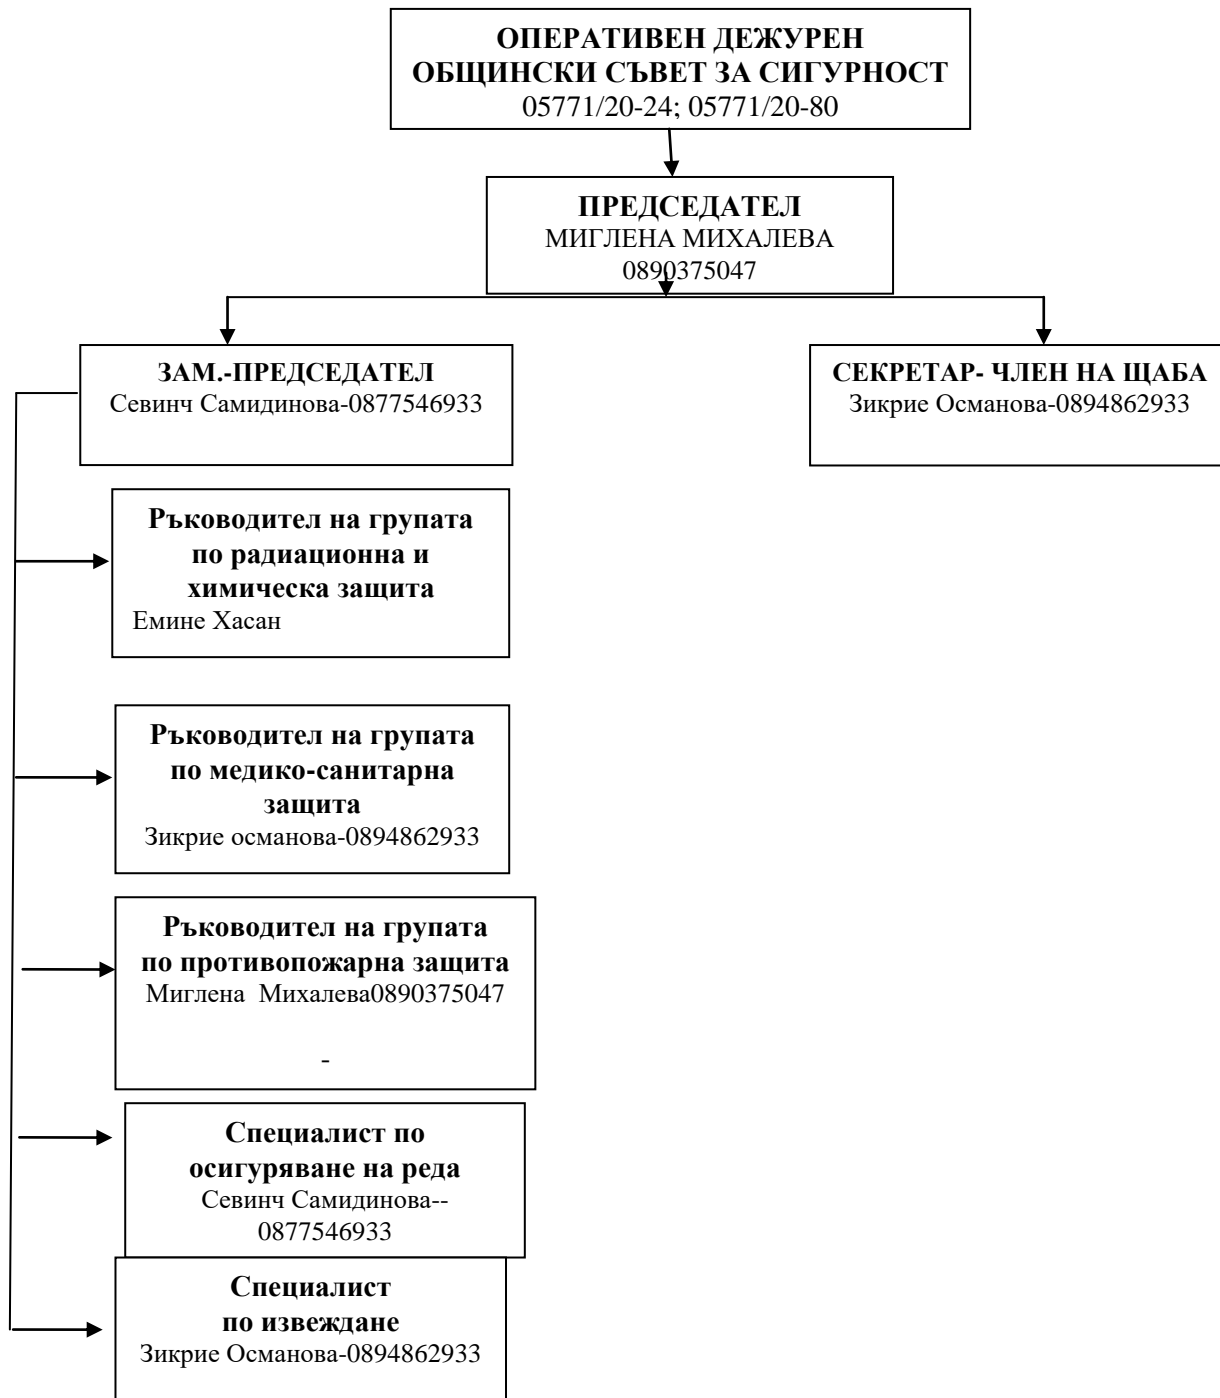 ОПЕРАТИВЕН ДЕЖУРЕН
ОБЩИНСКИ СЪВЕТ ЗА СИГУРНОСТ
05771/20-24; 05771/20-80
ПРЕДСЕДАТЕЛ
МИГЛЕНА МИХАЛЕВА
0890375047
ЗАМ.-ПРЕДСЕДАТЕЛ
Севинч Самидинова-0877546933
СЕКРЕТАР- ЧЛЕН НА ЩАБА
Зикрие Османова-0894862933
Ръководител на групата
по радиационна и
химическа защита
Емине Хасан
Ръководител на групата
по медико-санитарна
защита
Зикрие османова-0894862933
Ръководител на групата
по противопожарна защита
Миглена  Михалева0890375047
-
Специалист по
осигуряване на реда
Севинч Самидинова--
0877546933
Специалист
по извеждане
Зикрие Османова-0894862933